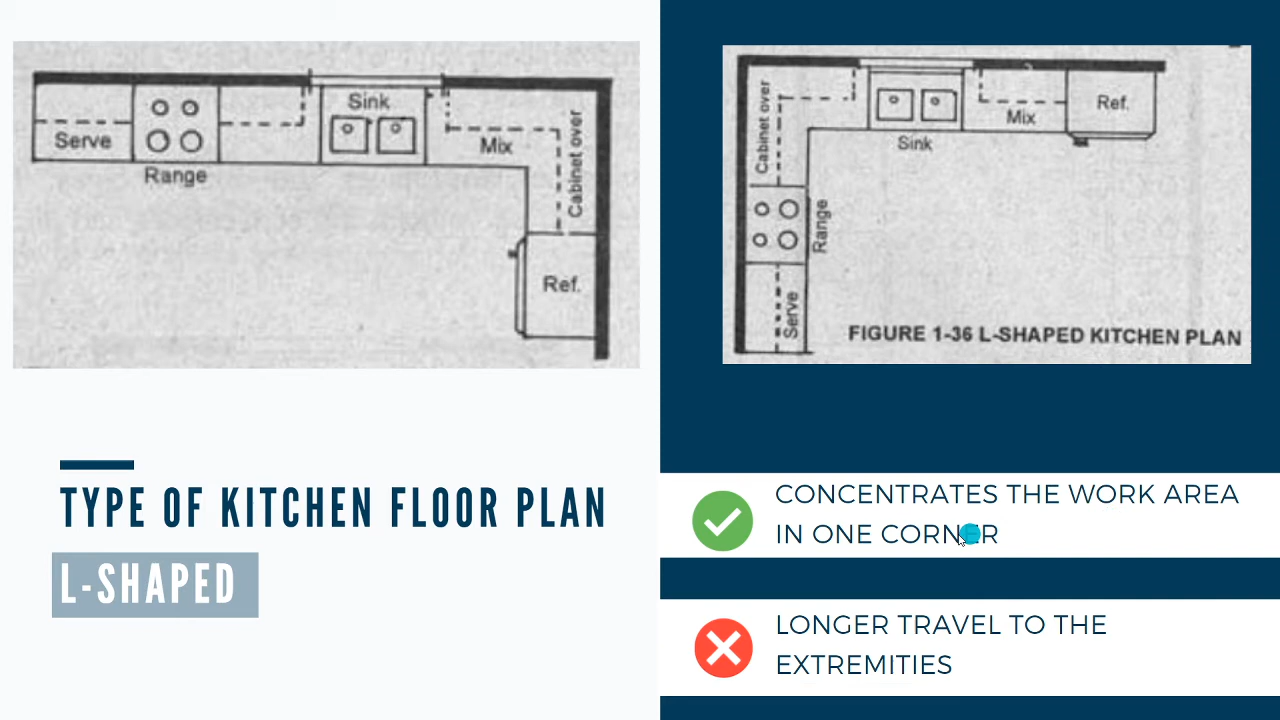 Serve
Range
Sink
Mix
Cabinet over
Ref.
Cabinet over
Sink
Mix
Ref.
Range
Serve
FIGURE 1-36 L-SHAPED KITCHEN PLAN
TYPE OF KITCHEN FLOOR PLAN
L-SHAPED
CONCENTRATES THE WORK AREA
IN ONE CORNER
LONGER TRAVEL TO THE
EXTREMITIES